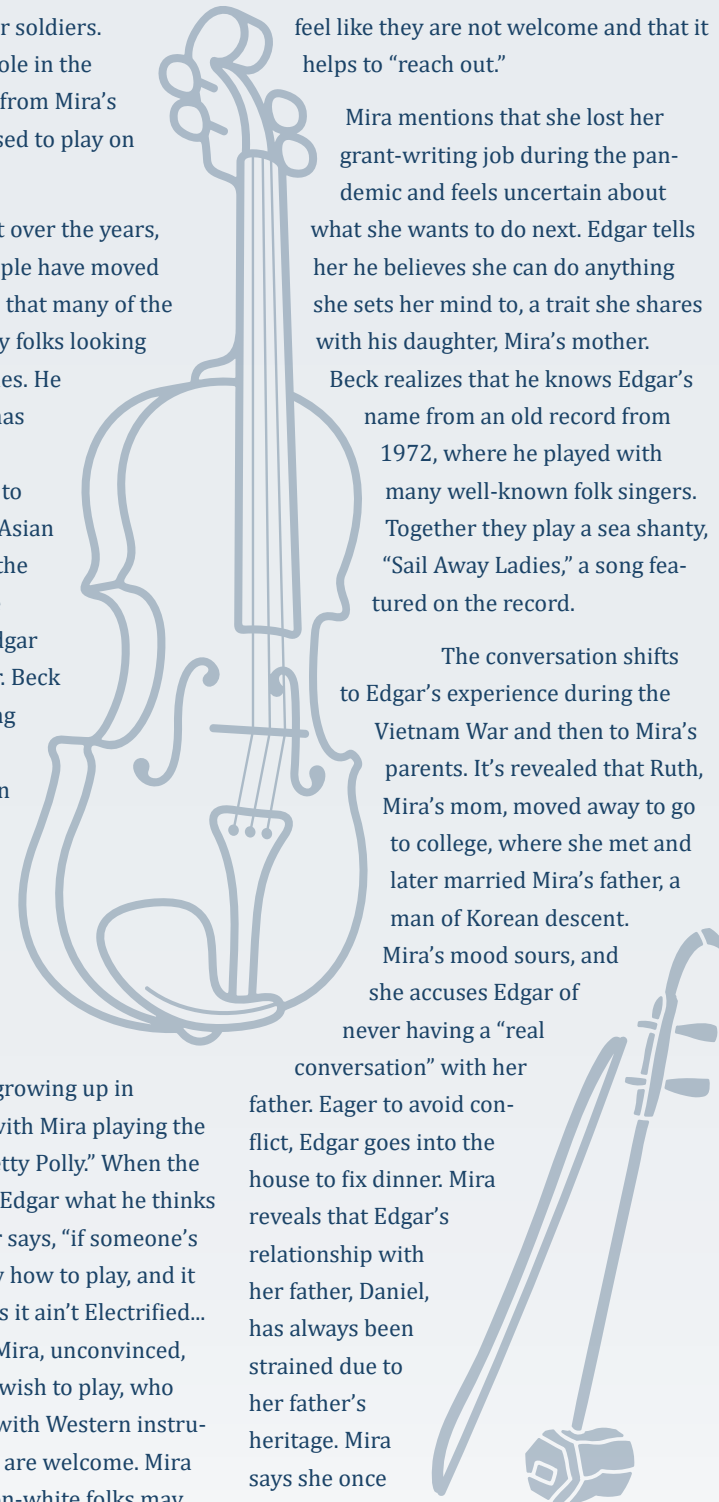 r soldiers.
ole in the
from Mira’s
sed to play on
t over the years,
ple have moved
that many of the
y folks looking
es. He
has
to
Asian
the
dgar
r. Beck
ng
n
growing up in
with Mira playing the
etty Polly.” When the
Edgar what he thinks
r says, “if someone’s
y how to play, and it
s it ain’t Electrified...
Mira, unconvinced,
wish to play, who
with Western instru-
are welcome. Mira
on-white folks may
feel like they are not welcome and that it
helps to “reach out.”
Mira mentions that she lost her
grant-writing job during the pan-
demic and feels uncertain about
what she wants to do next. Edgar tells
her he believes she can do anything
she sets her mind to, a trait she shares
with his daughter, Mira’s mother.
Beck realizes that he knows Edgar’s
name from an old record from
1972, where he played with
many well-known folk singers.
Together they play a sea shanty,
“Sail Away Ladies,” a song fea-
tured on the record.
The conversation shifts
to Edgar’s experience during the
Vietnam War and then to Mira’s
parents. It’s revealed that Ruth,
Mira’s mom, moved away to go
to college, where she met and
later married Mira’s father, a
man of Korean descent.
Mira’s mood sours, and
she accuses Edgar of
never having a “real
conversation” with her
father. Eager to avoid con-
flict, Edgar goes into the
house to fix dinner. Mira
reveals that Edgar’s
relationship with
her father, Daniel,
has always been
strained due to
her father’s
heritage. Mira
says she once